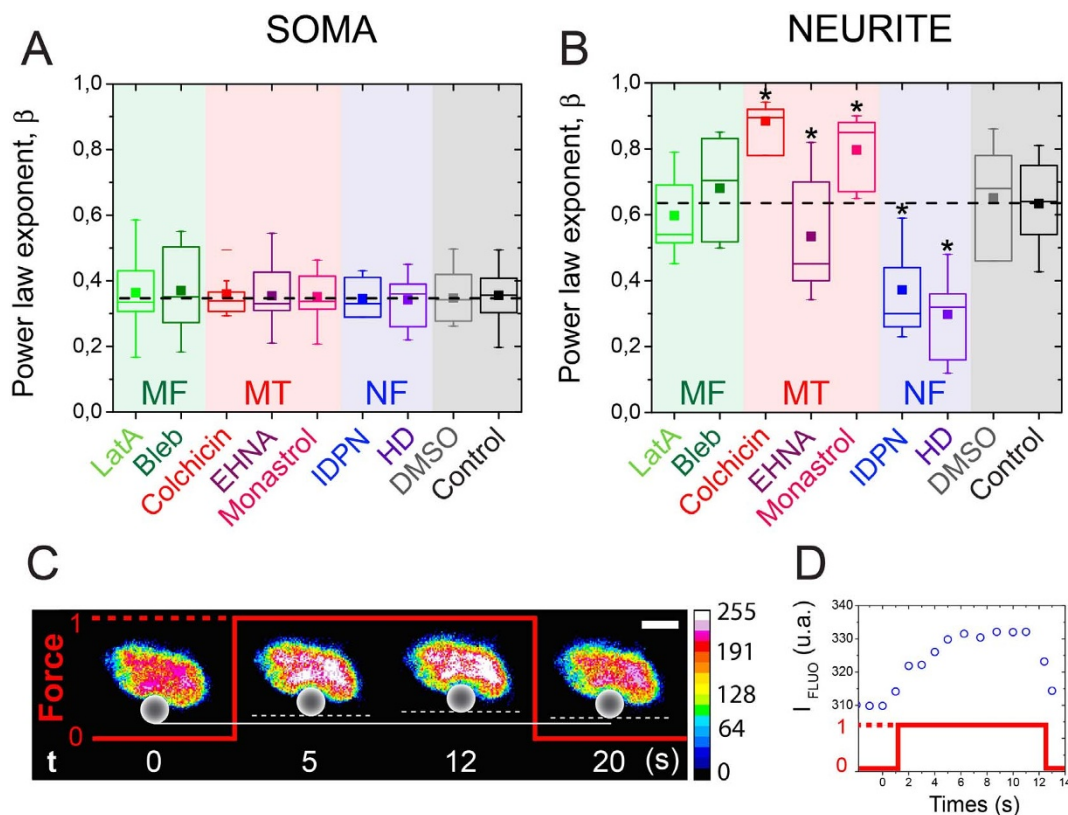 SOMA
NEURITE
A
B
Power law exponent, β
1,0
0,8
0,6
0,4
0,2
0,0
MF
MT
NF
LatA
Bleb
Colchicin
EHNA
Monastrol
IDPN
HD
DMSO
Control
Power law exponent, β
1,0
0,8
0,6
0,4
0,2
0,0
*
*
*
*
*
MF
MT
NF
LatA
Bleb
Colchicin
EHNA
Monastrol
IDPN
HD
DMSO
Control
C
Force
1
0
t 0 5 12 20 (s)
255
191
128
64
0
D
I FLUO (u.a.)
340
330
320
310
1
0
0 2 4 6 8 10 12 14
Times (s)